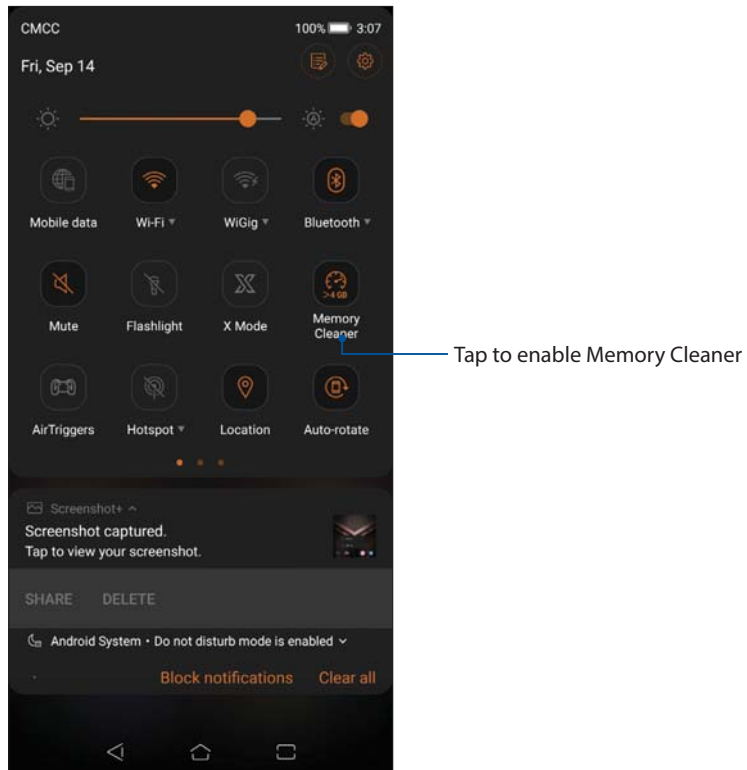 CMCC 100% 3:07
Fri, Sep 14
A
Mobile data Wi-Fi WiGig Bluetooth
>4 GB
Mute Flashlight X Mode Memory
Cleaner
Tap to enable Memory Cleaner
AirTriggers Hotspot Location Auto-rotate
Screenshot+
Screenshot captured.
Tap to view your screenshot.
SHARE DELETE
Android System • Do not disturb mode is enabled
Block notifications Clear all